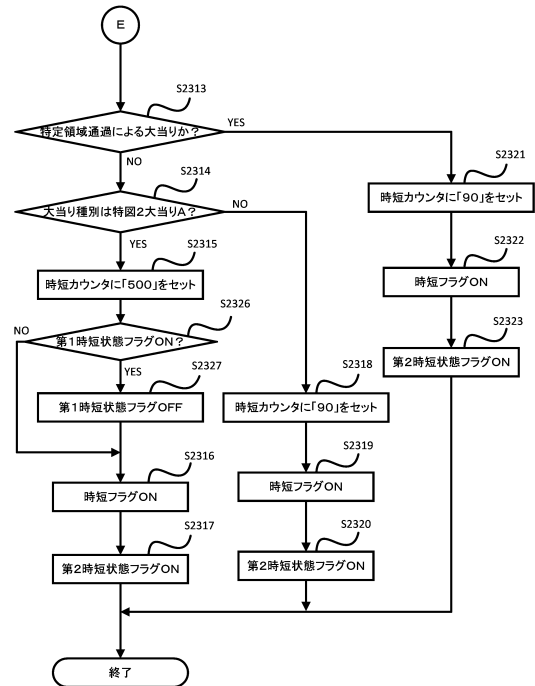 E
S2313
特定領域通過による大当りか?
YES
NO
S2314
大当り種別は特図2大当りA?
NO
YES
S2315
時短カウンタに「500」をセット
S2326
第1時短状態フラグON?
NO
YES
S2327
第1時短状態フラグOFF
S2316
時短フラグON
S2317
第2時短状態フラグON
S2318
時短カウンタに「90」をセット
S2319
時短フラグON
S2320
第2時短状態フラグON
S2321
時短カウンタに「90」をセット
S2322
時短フラグON
S2323
第2時短状態フラグON
終了